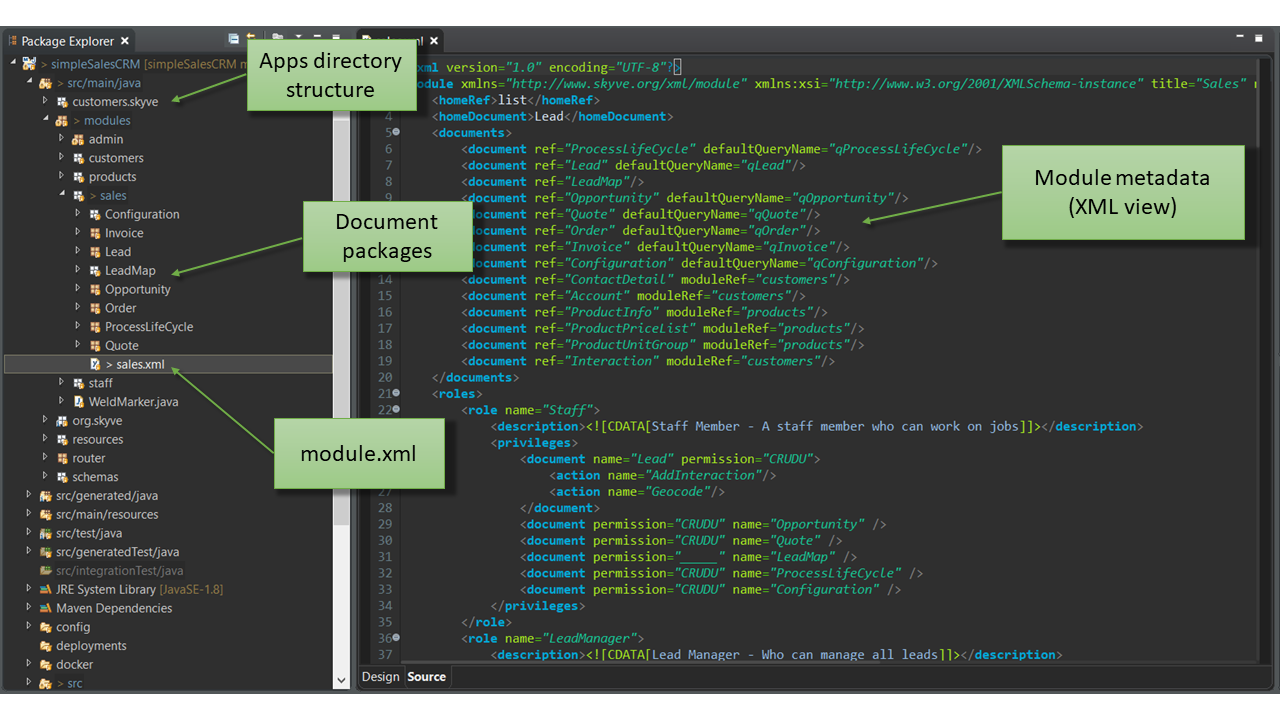 Package Explorer
> simpleSalesCRM [simpleSalesCRM m
> src/main/java
customers.skyve
> modules
admin
customers
products
> sales
Configuration
Invoice
Lead
LeadMap
Opportunity
Order
ProcessLifeCycle
Quote
> sales.xml
staff
WeldMarker.java
org.skyve
resources
router
schemas
src/generated/java
src/main/resources
src/test/java
src/generatedTest/java
src/integrationTest/java
JRE System Library [JavaSE-1.8]
Maven Dependencies
config
deployments
docker
> src
Apps directory
structure
Document
packages
module.xml
Module metadata
(XML view)
xml version="1.0" encoding="UTF-8"?>
odule xmlns="http://www.skyve.org/xml/module" xmlns:xsi="http://www.w3.org/2001/XMLSchema-instance" title="Sales"
<homeRef>list</homeRef>
4 <homeDocument>Lead</homeDocument>
5 <documents>
6 <document ref="ProcessLifeCycle" defaultQueryName="qProcessLifeCycle"/>
7 <document ref="Lead" defaultQueryName="qLead"/>
8 <document ref="LeadMap"/>
9 <document ref="Opportunity" defaultQueryName="qOpportunity"/>
ocument ref="Quote" defaultQueryName="qQuote"/>
ocument ref="Order" defaultQueryName="qOrder"/>
ocument ref="Invoice" defaultQueryName="qInvoice"/>
ocument ref="Configuration" defaultQueryName="qConfiguration"/>
14 <document ref="ContactDetail" moduleRef="customers"/>
15 <document ref="Account" moduleRef="customers"/>
16 <document ref="ProductInfo" moduleRef="products"/>
17 <document ref="ProductPriceList" moduleRef="products"/>
18 <document ref="ProductUnitGroup" moduleRef="products"/>
19 <document ref="Interaction" moduleRef="customers"/>
20 </documents>
21 <roles>
22 <role name="Staff">
<description><![CDATA[Staff Member - A staff member who can work on jobs]]></description>
<privileges>
<document name="Lead" permission="CRUDU">
<action name="AddInteraction"/>
27 <action name="Geocode"/>
28 </document>
29 <document permission="CRUDU" name="Opportunity" />
30 <document permission="CRUDU" name="Quote" />
31 <document permission="_____" name="LeadMap" />
32 <document permission="CRUDU" name="ProcessLifeCycle" />
33 <document permission="CRUDU" name="Configuration" />
34 </privileges>
35 </role>
36 <role name="LeadManager">
37 <description><![CDATA[Lead Manager - Who can manage all leads]]></description>
Design Source